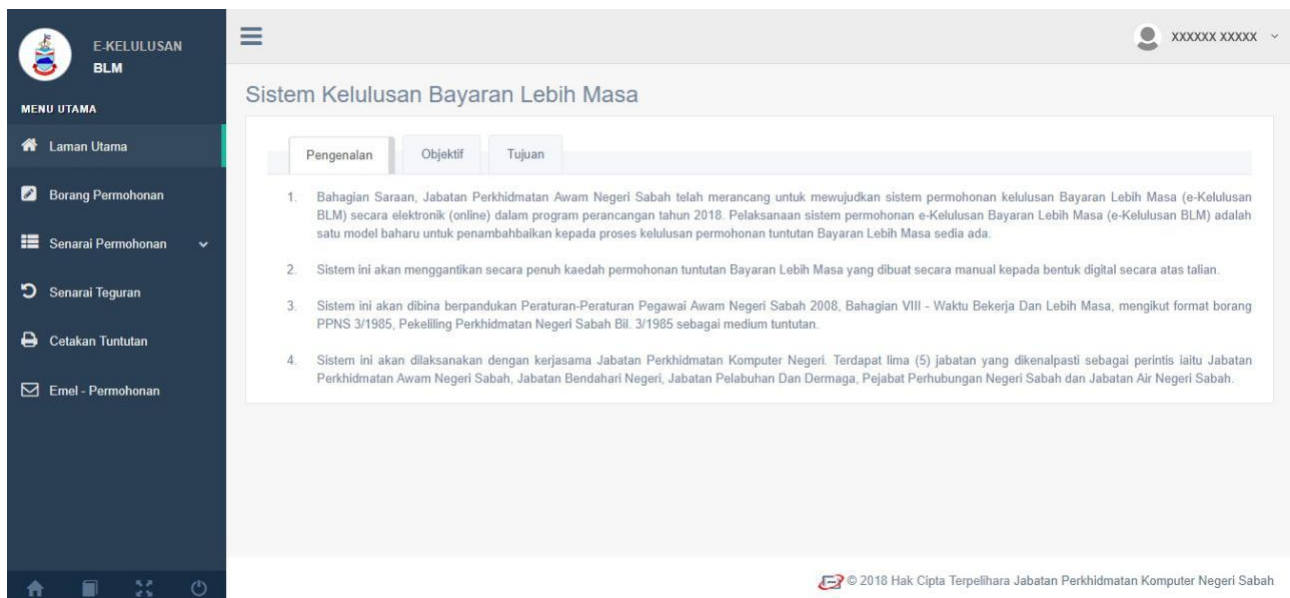 E-KELULUSAN
BLM
MENU UTAMA
Laman Utama
Borang Permohonan
Senarai Permohonan
Senarai Teguran
Cetakan Tuntutan
Emel - Permohonan
XXXXXX XXXXX
Sistem Kelulusan Bayaran Lebih Masa
Pengenalan Objektif Tujuan
1. Bahagian Saraan, Jabatan Perkhidmatan Awam Negeri Sabah telah merancang untuk mewujudkan sistem permohonan kelulusan Bayaran Lebih Masa (e-Kelulusan
BLM) secara elektronik (online) dalam program perancangan tahun 2018. Pelaksanaan sistem permohonan e-Kelulusan Bayaran Lebih Masa (e-Kelulusan BLM) adalah
satu model baharu untuk penambahbaikan kepada proses kelulusan permohonan tuntutan Bayaran Lebih Masa sedia ada.
2. Sistem ini akan menggantikan secara penuh kaedah permohonan tuntutan Bayaran Lebih Masa yang dibuat secara manual kepada bentuk digital secara atas talian.
3. Sistem ini akan dibina berpandukan Peraturan-Peraturan Pegawai Awam Negeri Sabah 2008, Bahagian VIII - Waktu Bekerja Dan Lebih Masa, mengikut format borang
PPNS 3/1985, Pekeliling Perkhidmatan Negeri Sabah Bil. 3/1985 sebagai medium tuntutan.
4. Sistem ini akan dilaksanakan dengan kerjasama Jabatan Perkhidmatan Komputer Negeri. Terdapat lima (5) jabatan yang dikenalpasti sebagai perintis iaitu Jabatan
Perkhidmatan Awam Negeri Sabah, Jabatan Bendahari Negeri, Jabatan Pelabuhan Dan Dermaga, Pejabat Perhubungan Negeri Sabah dan Jabatan Air Negeri Sabah.
© 2018 Hak Cipta Terpelihara Jabatan Perkhidmatan Komputer Negeri Sabah